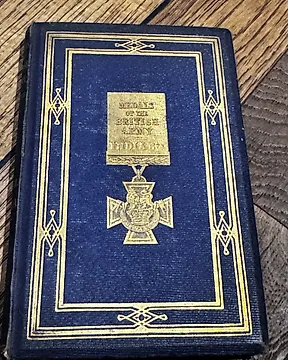 MEDALS
OF THE
BRITISH
ARMY